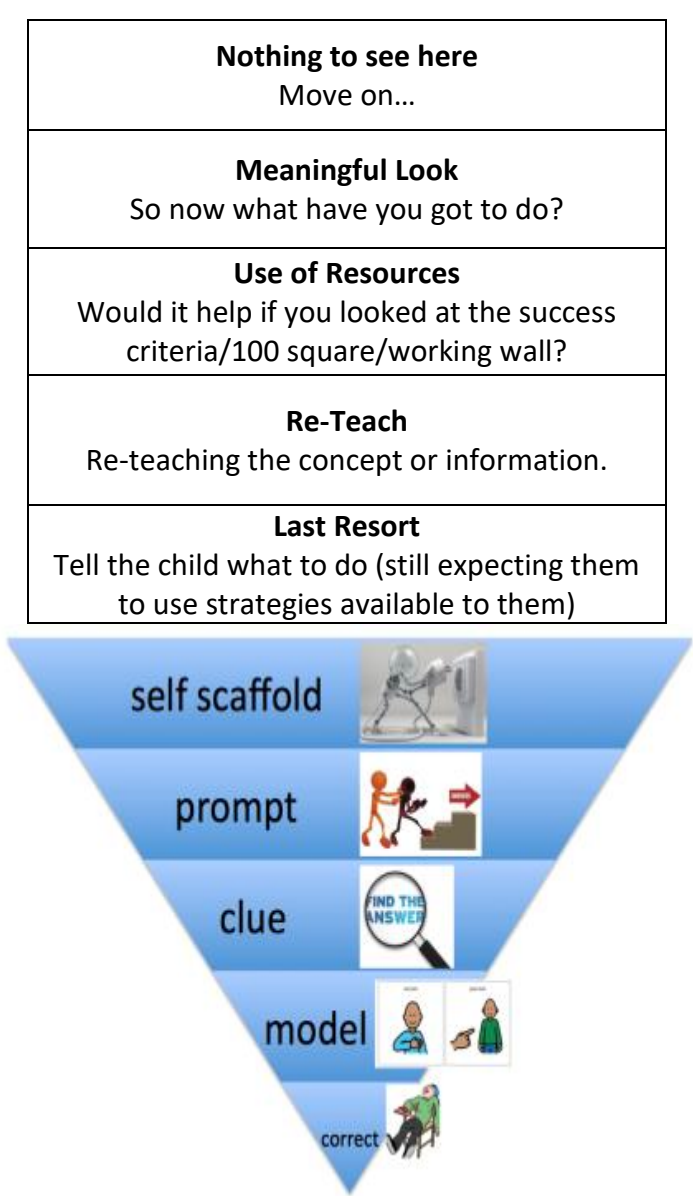 Nothing to see here
Move on…
Meaningful Look
So now what have you got to do?
Use of Resources
Would it help if you looked at the success
criteria/100 square/working wall?
Re-Teach
Re-teaching the concept or information.
Last Resort
Tell the child what to do (still expecting them
to use strategies available to them)
self scaffold
prompt
clue
FIND THE
ANSWER
model
correct